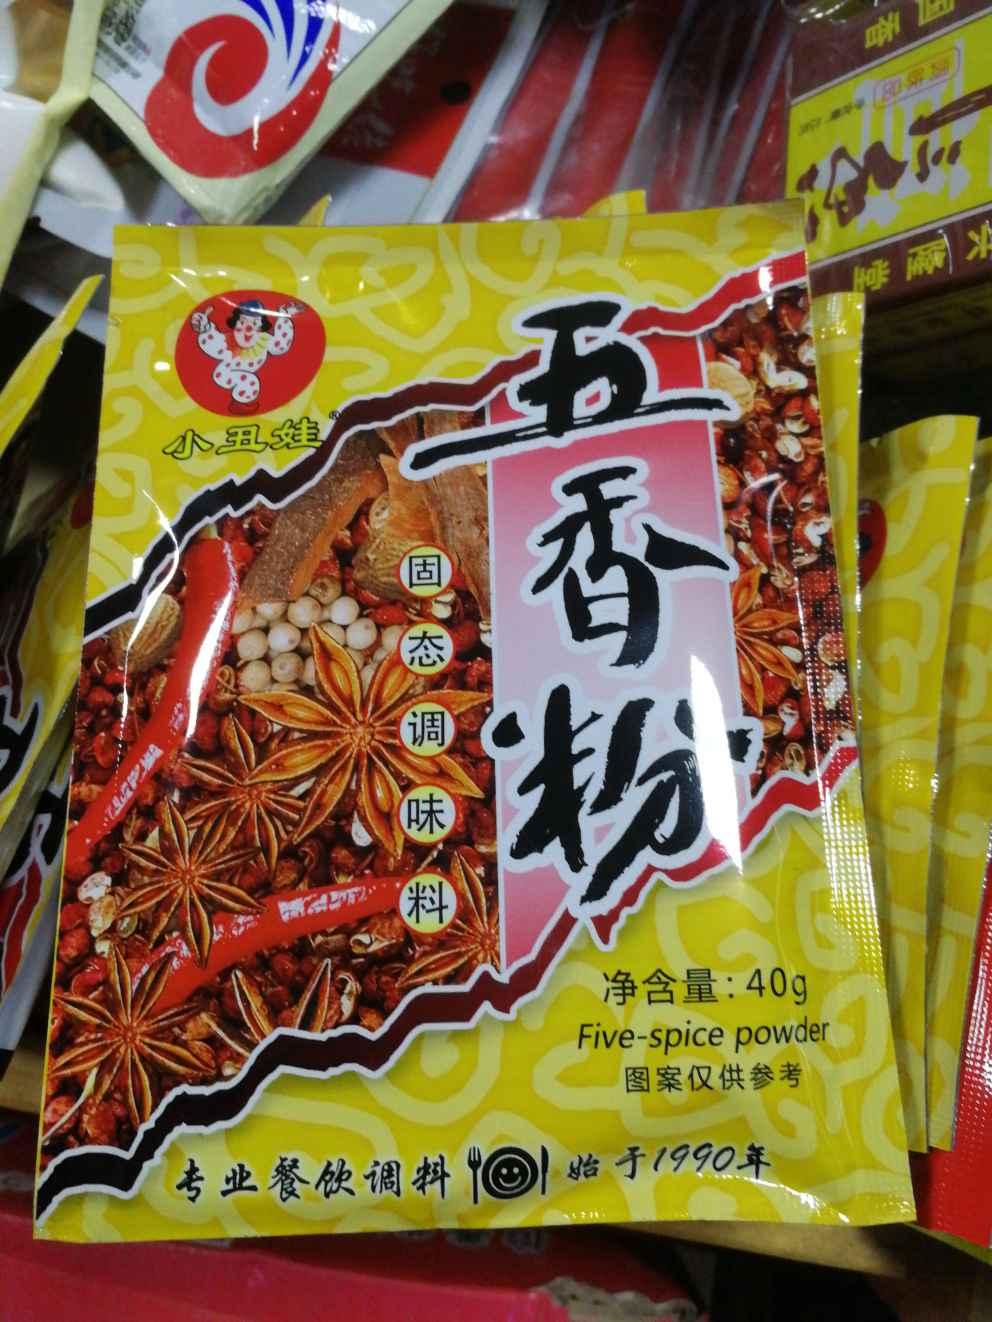 小丑娃®
五香粉
固态调味料
净含量：40g
Five-spice powder
图案仅供参考
专业餐饮调料 始于1990年